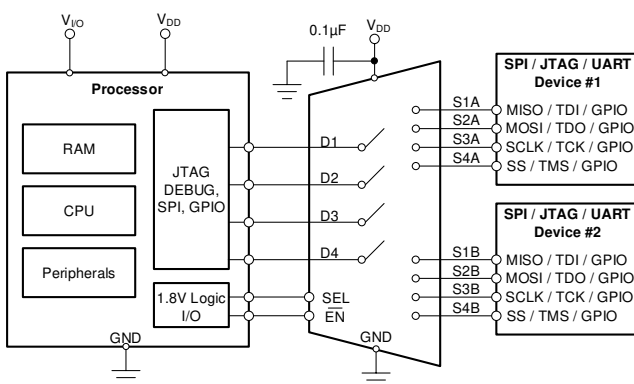 V_I/O
V_DD
0.1µF
V_DD
Processor
RAM
CPU
Peripherals
JTAG
DEBUG,
SPI, GPIO
1.8V Logic
I/O
GND
D1
D2
D3
D4
SEL
EN
GND
S1A
S2A
S3A
S4A
S1B
S2B
S3B
S4B
SPI / JTAG / UART
Device #1
MISO / TDI / GPIO
MOSI / TDO / GPIO
SCLK / TCK / GPIO
SS / TMS / GPIO
SPI / JTAG / UART
Device #2
MISO / TDI / GPIO
MOSI / TDO / GPIO
SCLK / TCK / GPIO
SS / TMS / GPIO